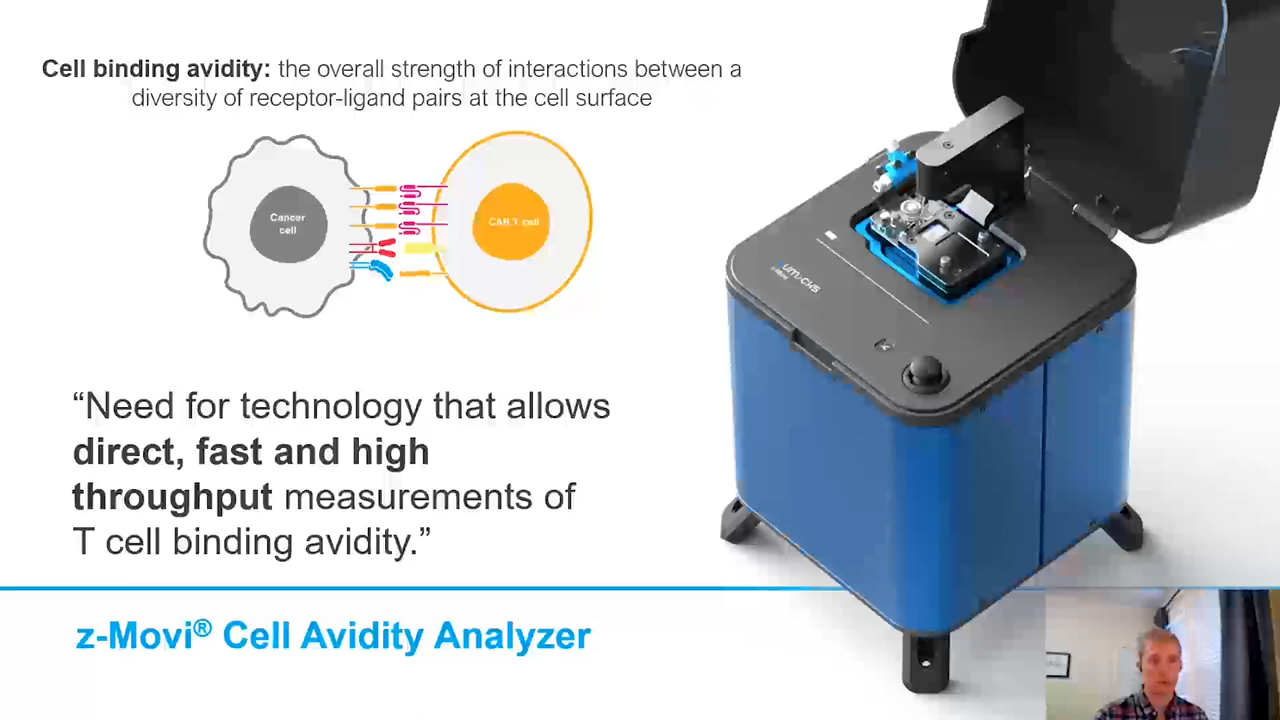 Cell binding avidity: the overall strength of interactions between a
diversity of receptor-ligand pairs at the cell surface
Cancer
cell
CAR T cell
“Need for technology that allows
direct, fast and high
throughput measurements of
T cell binding avidity.”
z-Movi® Cell Avidity Analyzer